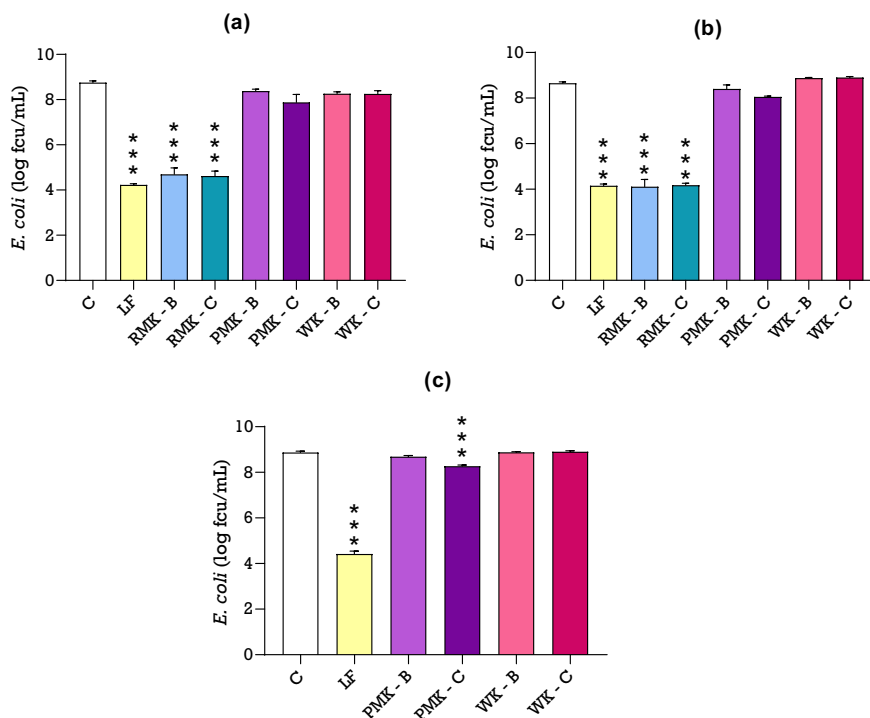 (a)
E. coli (log fcu/mL)
10
8
6
4
2
0
***
***
***
C
LF
RMK - B
RMK - C
PMK - B
PMK - C
WK - B
WK - C
(b)
E. coli (log fcu/mL)
10
8
6
4
2
0
***
***
***
C
LF
RMK - B
RMK - C
PMK - B
PMK - C
WK - B
WK - C
(c)
E. coli (log fcu/mL)
10
8
6
4
2
0
***
***
C
LF
PMK - B
PMK - C
WK - B
WK - C